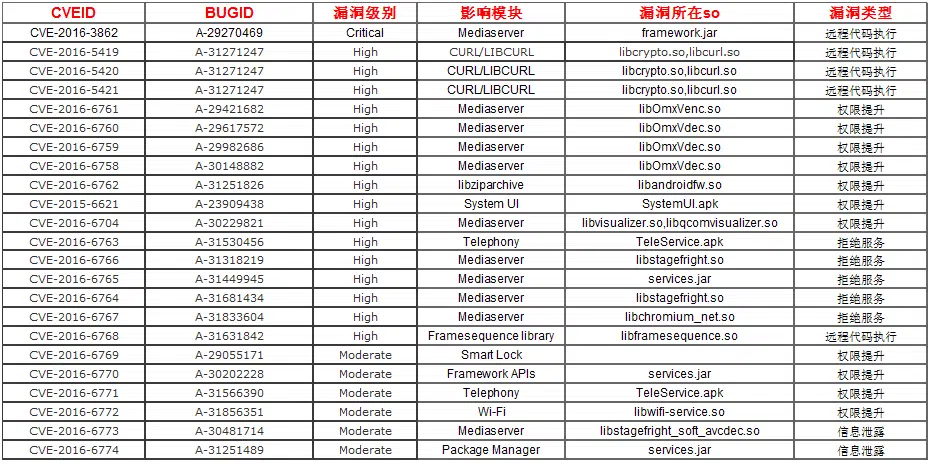 CVEID BUGID 漏洞级别 影响模块 漏洞所在so 漏洞类型
CVE-2016-3862 A-29270469 Critical Mediaserver framework.jar 远程代码执行
CVE-2016-5419 A-31271247 High CURL/LIBCURL libcrypto.so,libcurl.so 远程代码执行
CVE-2016-5420 A-31271247 High CURL/LIBCURL libcrypto.so,libcurl.so 远程代码执行
CVE-2016-5421 A-31271247 High CURL/LIBCURL libcrypto.so,libcurl.so 远程代码执行
CVE-2016-6761 A-29421682 High Mediaserver libOmxVenc.so 权限提升
CVE-2016-6760 A-29617572 High Mediaserver libOmxVdec.so 权限提升
CVE-2016-6759 A-29982686 High Mediaserver libOmxVdec.so 权限提升
CVE-2016-6758 A-30148882 High Mediaserver libOmxVdec.so 权限提升
CVE-2016-6762 A-31251826 High libziparchive libandroidfw.so 权限提升
CVE-2015-6621 A-23909438 High System UI SystemUI.apk 权限提升
CVE-2016-6704 A-30229821 High Mediaserver libvisualizer.so,libqcomvisualizer.so 权限提升
CVE-2016-6763 A-31530456 High Telephony TeleService.apk 拒绝服务
CVE-2016-6766 A-31318219 High Mediaserver libstagefright.so 拒绝服务
CVE-2016-6765 A-31449945 High Mediaserver services.jar 拒绝服务
CVE-2016-6764 A-31681434 High Mediaserver libstagefright.so 拒绝服务
CVE-2016-6767 A-31833604 High Mediaserver libchromium_net.so 拒绝服务
CVE-2016-6768 A-31631842 High Framesequence library libframesequence.so 远程代码执行
CVE-2016-6769 A-29055171 Moderate Smart Lock 权限提升
CVE-2016-6770 A-30202228 Moderate Framework APIs services.jar 权限提升
CVE-2016-6771 A-31566390 Moderate Telephony TeleService.apk 权限提升
CVE-2016-6772 A-31856351 Moderate Wi-Fi libwifi-service.so 权限提升
CVE-2016-6773 A-30481714 Moderate Mediaserver libstagefright_soft_avcdec.so 信息泄露
CVE-2016-6774 A-31251489 Moderate Package Manager services.jar 信息泄露